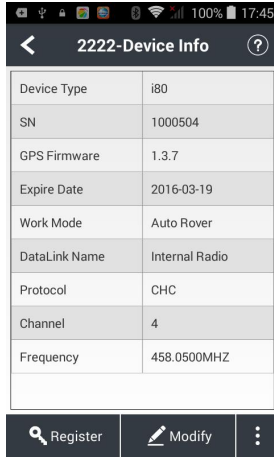 100% 17:45
2222-Device Info ?
Device Type i80
SN 1000504
GPS Firmware 1.3.7
Expire Date 2016-03-19
Work Mode Auto Rover
DataLink Name Internal Radio
Protocol CHC
Channel 4
Frequency 458.0500MHZ
Register Modify